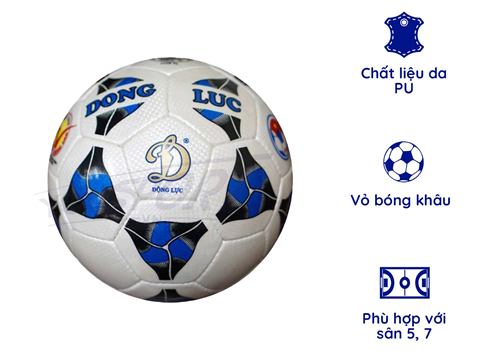 DONG LUC
Đ
®
ĐỘNG LỰC
Chất liệu da
PU
Vỏ bóng khâu
Phù hợp với
sân 5, 7